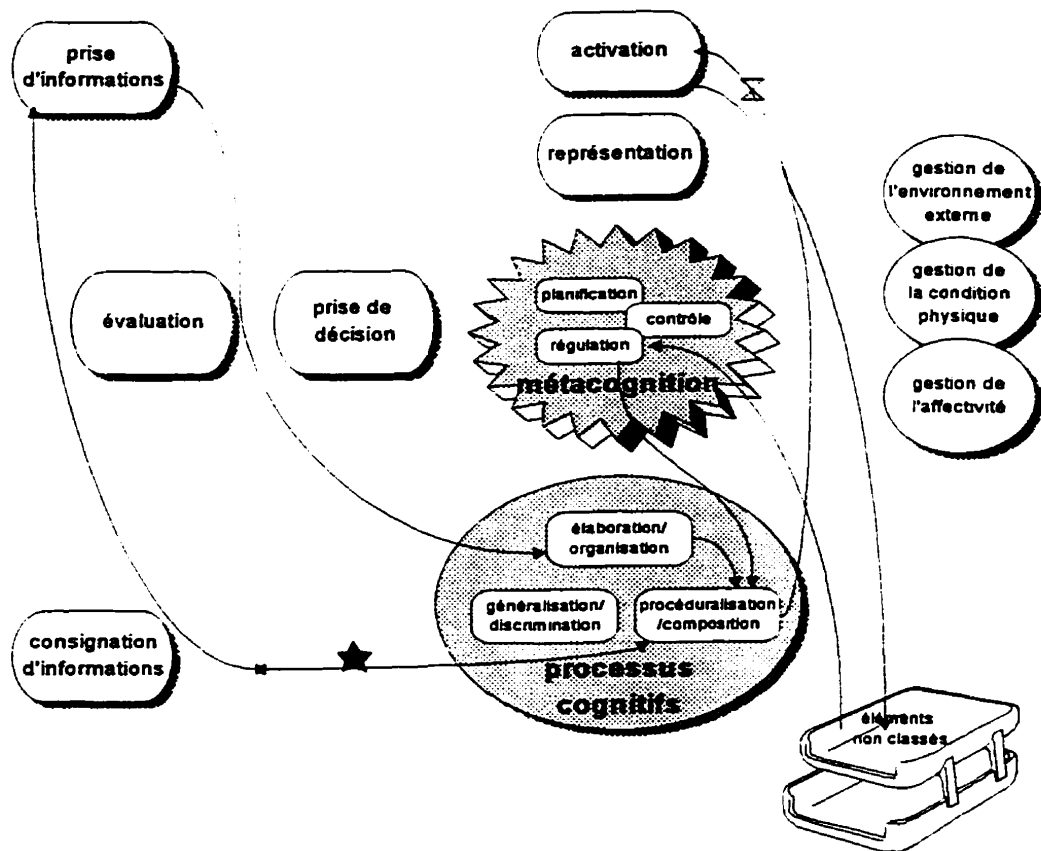 prise
d'informations
activation
représentation
gestion de
l'environnement
externe
gestion de
la condition
physique
gestion de
l'affectivité
évaluation
prise de
décision
planification
contrôle
régulation
métacognition
élaboration/
organisation
généralisation/
discrimination
procéduralisation
/composition
processus
cognitifs
consignation
d'informations
éléments
non classés